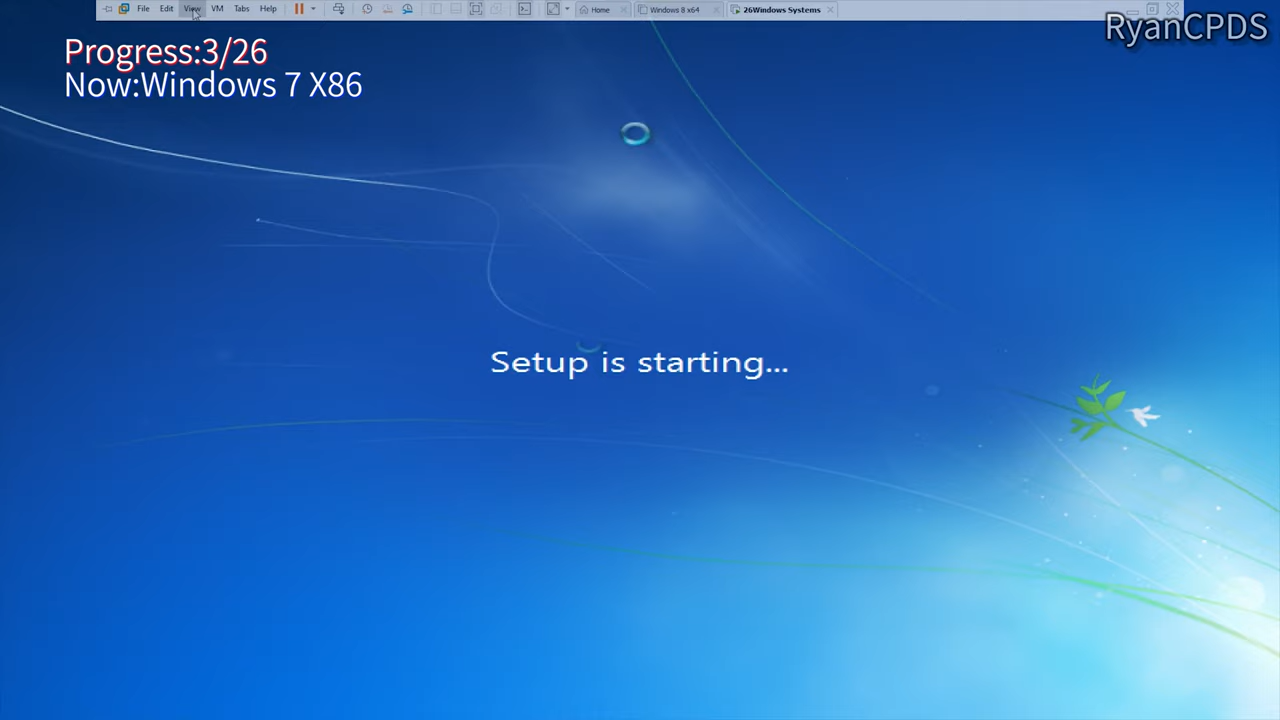 File Edit View VM Tabs Help
Home Windows 8 x64 26Windows Systems
RyanCPDS
Progress:3/26
Now:Windows 7 X86
Setup is starting...